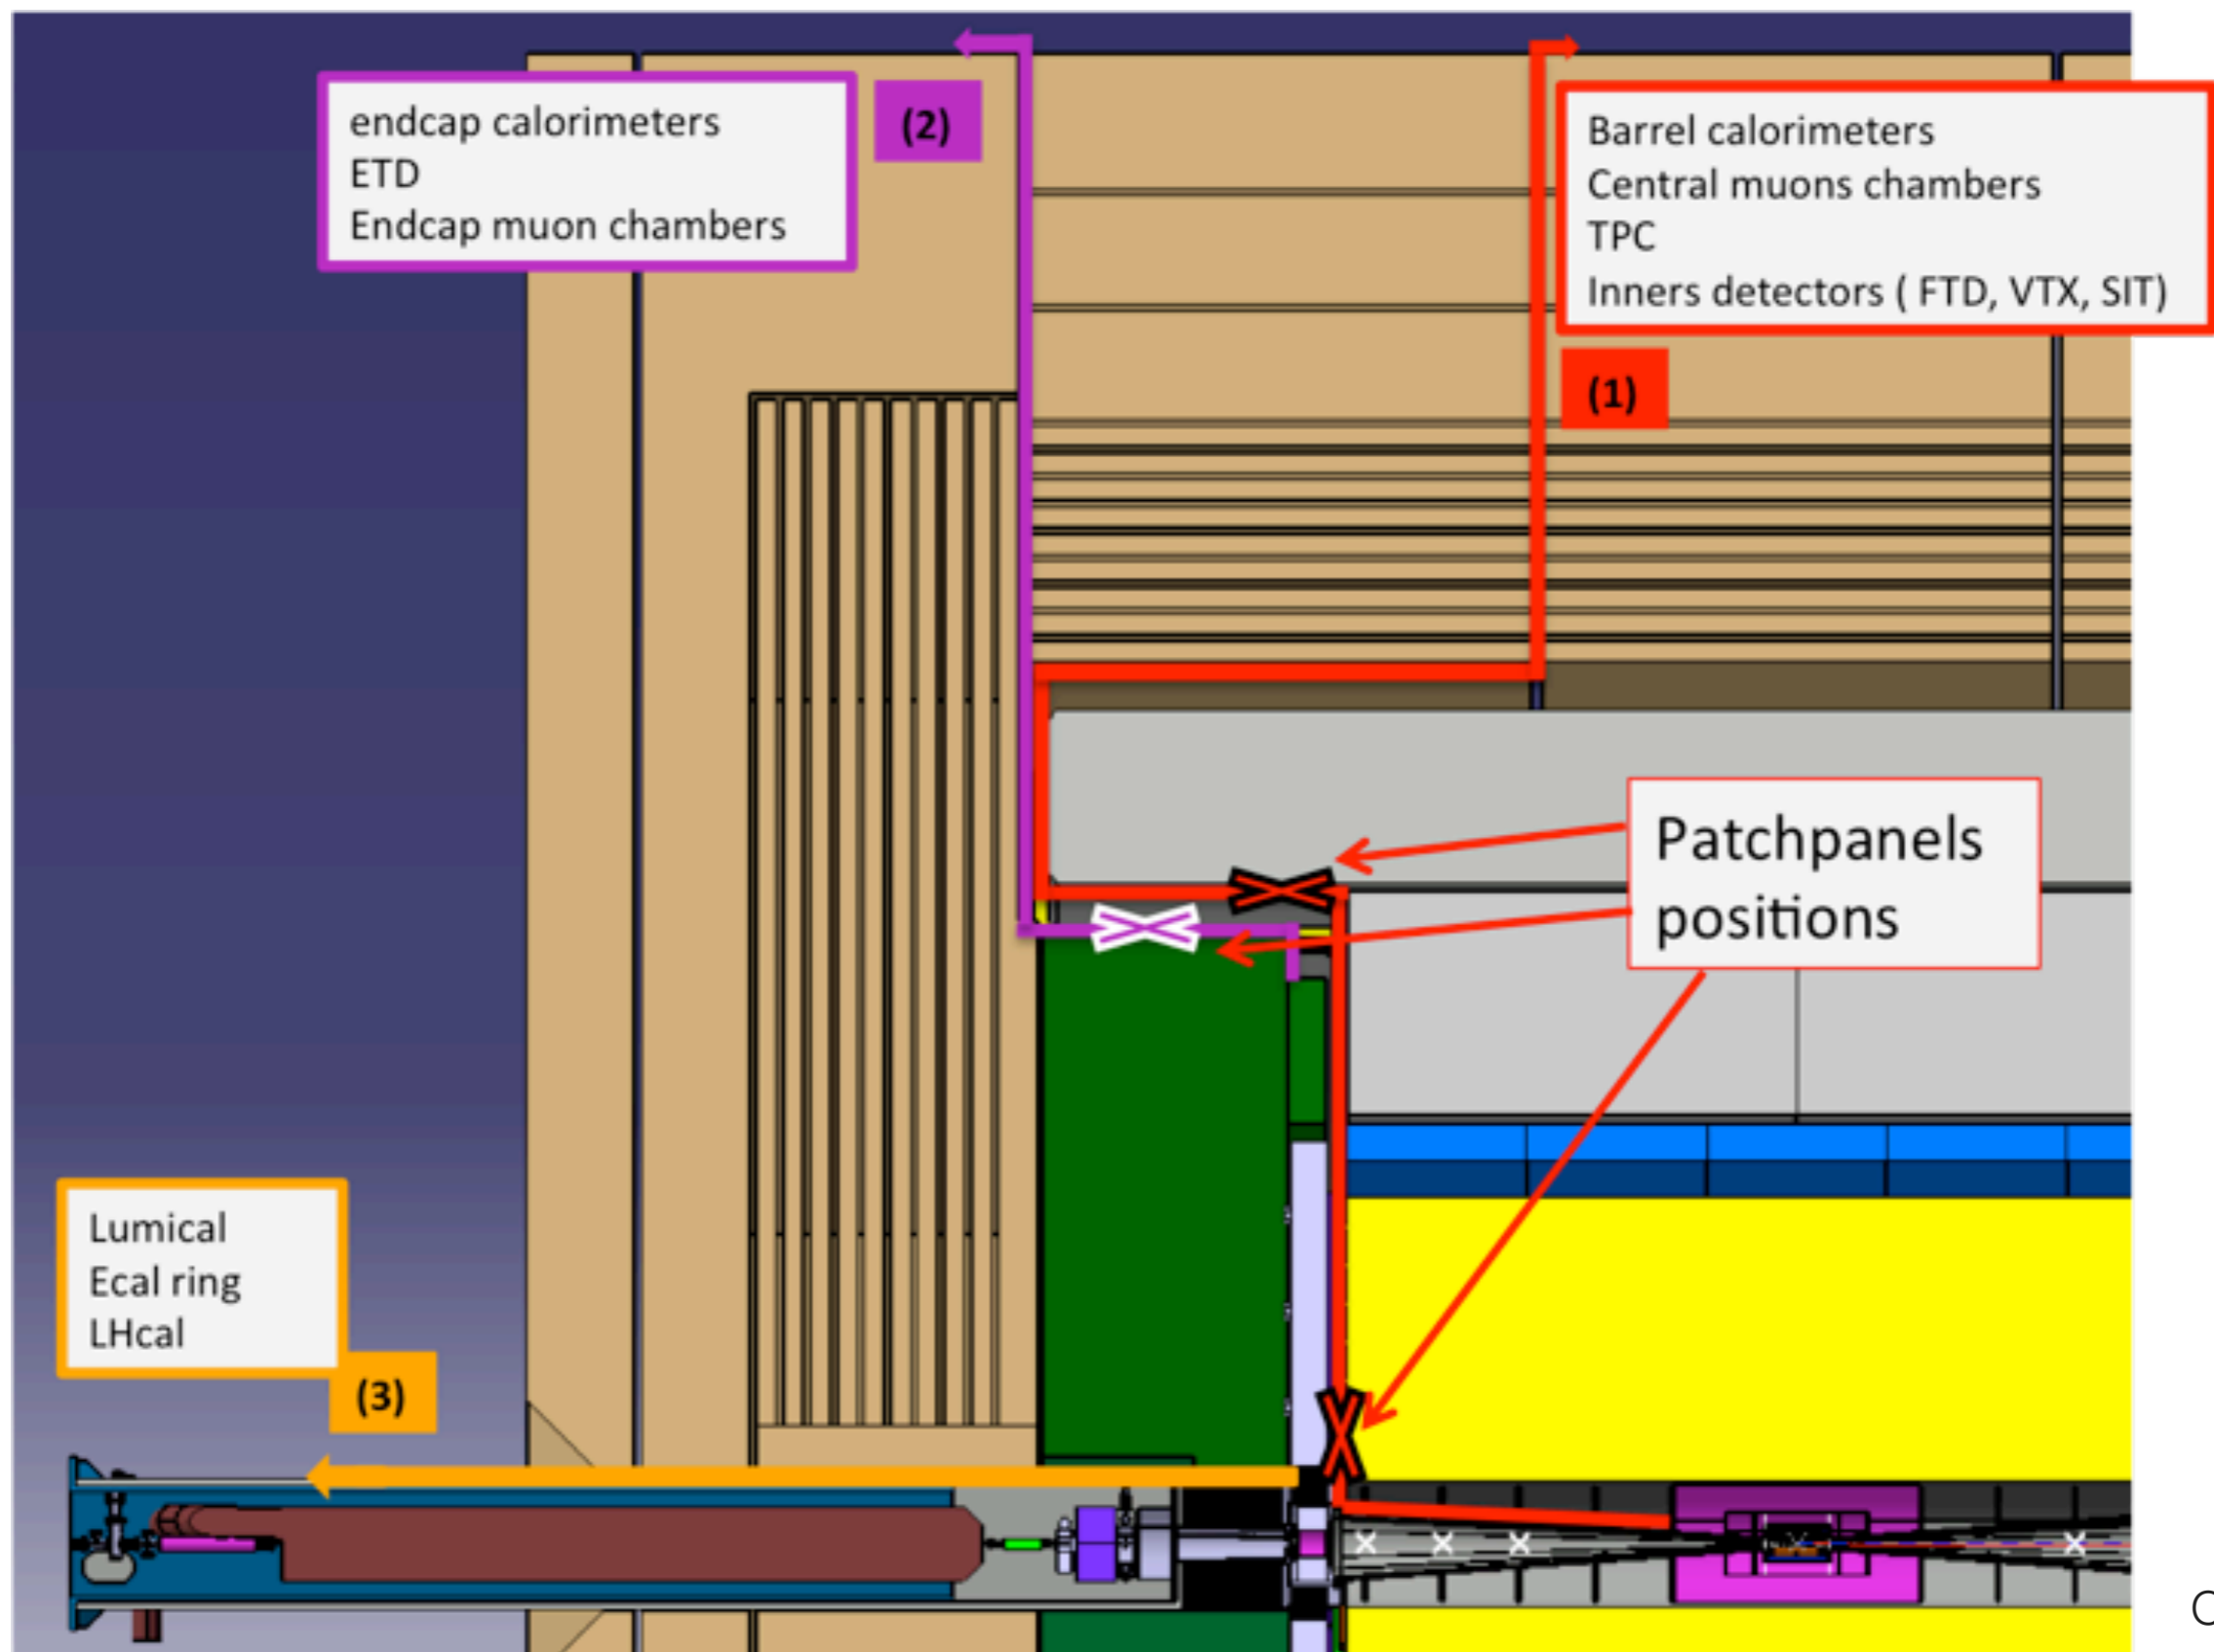 endcap calorimeters
ETD
Endcap muon chambers
(2)
Barrel calorimeters
Central muons chambers
TPC
Inners detectors ( FTD, VTX, SIT)
(1)
Patchpanels
positions
Lumical
Ecal ring
LHcal
(3)